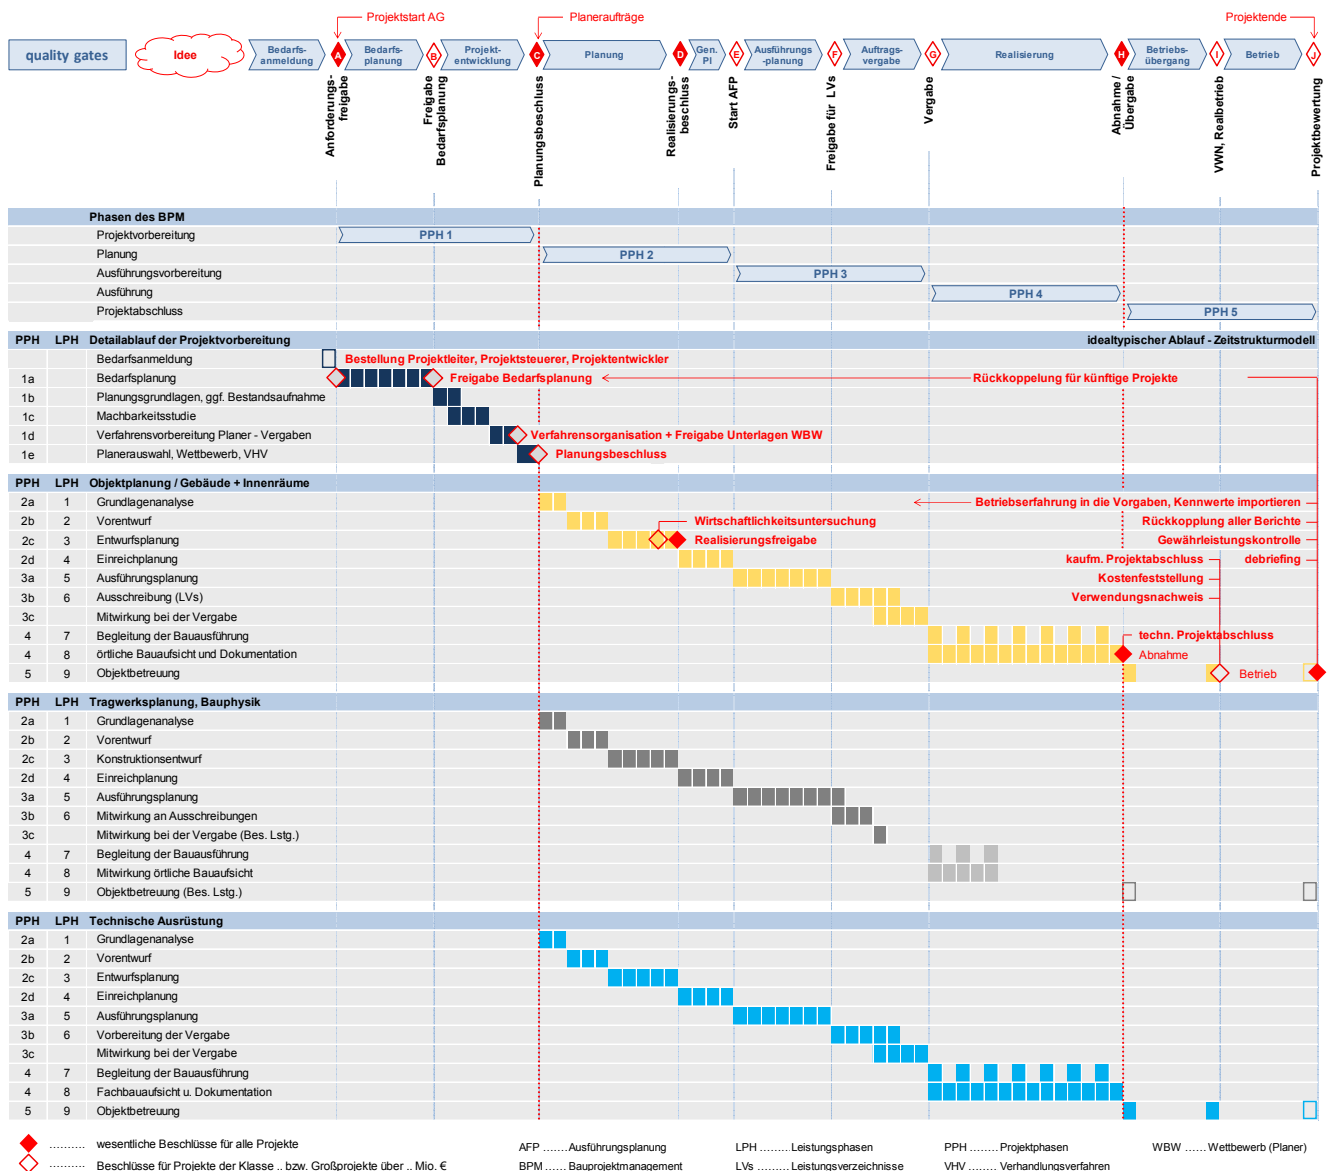 Projektstart AG
Planeraufträge
Projektende
quality gates
Idee
Bedarfs-
anmeldung
A
Bedarfs-
planung
B
Projekt-
entwicklung
C
Planung
D
Gen.
PI
E
Ausführungs
-planung
F
Auftrags-
vergabe
G
Realisierung
H
Betriebs-
übergang
I
Betrieb
J
Anforderungs-
freigabe
Freigabe
Bedarfsplanung
Planungsbeschluss
Realisierungs-
beschluss
Start AFP
Freigabe für LVs
Vergabe
Abnahme /
Übergabe
VWN, Realbetrieb
Projektbewertung
Phasen des BPM
Projektvorbereitung PPH 1
Planung PPH 2
Ausführungsvorbereitung PPH 3
Ausführung PPH 4
Projektabschluss PPH 5
PPH LPH Detailablauf der Projektvorbereitung idealtypischer Ablauf - Zeitstrukturmodell
Bedarfsanmeldung Bestellung Projektleiter, Projektsteuerer, Projektentwickler
1a Bedarfsplanung Freigabe Bedarfsplanung Rückkoppelung für künftige Projekte
1b Planungsgrundlagen, ggf. Bestandsaufnahme
1c Machbarkeitsstudie
1d Verfahrensvorbereitung Planer - Vergaben Verfahrensorganisation + Freigabe Unterlagen WBW
1e Planerauswahl, Wettbewerb, VHV Planungsbeschluss
PPH LPH Objektplanung / Gebäude + Innenräume
2a 1 Grundlagenanalyse Betriebserfahrung in die Vorgaben, Kennwerte importieren
2b 2 Vorentwurf Wirtschaftlichkeitsuntersuchung Rückkopplung aller Berichte
2c 3 Entwurfsplanung Realisierungsfreigabe Gewährleistungskontrolle
2d 4 Einreichplanung kaufm. Projektabschluss debriefing
3a 5 Ausführungsplanung Kostenfeststellung
3b 6 Ausschreibung (LVs) Verwendungsnachweis
3c Mitwirkung bei der Vergabe
4 7 Begleitung der Bauausführung techn. Projektabschluss
4 8 örtliche Bauaufsicht und Dokumentation Abnahme
5 9 Objektbetreuung Betrieb
PPH LPH Tragwerksplanung, Bauphysik
2a 1 Grundlagenanalyse
2b 2 Vorentwurf
2c 3 Konstruktionsentwurf
2d 4 Einreichplanung
3a 5 Ausführungsplanung
3b 6 Mitwirkung an Ausschreibungen
3c Mitwirkung bei der Vergabe (Bes. Lstg.)
4 7 Begleitung der Bauausführung
4 8 Mitwirkung örtliche Bauaufsicht
5 9 Objektbetreuung (Bes. Lstg.)
PPH LPH Technische Ausrüstung
2a 1 Grundlagenanalyse
2b 2 Vorentwurf
2c 3 Entwurfsplanung
2d 4 Einreichplanung
3a 5 Ausführungsplanung
3b 6 Vorbereitung der Vergabe
3c Mitwirkung bei der Vergabe
4 7 Begleitung der Bauausführung
4 8 Fachbauaufsicht u. Dokumentation
5 9 Objektbetreuung
.......... wesentliche Beschlüsse für alle Projekte
AFP ....... Ausführungsplanung LPH ........ Leistungsphasen PPH ........ Projektphasen WBW ...... Wettbewerb (Planer)
.......... Beschlüsse für Projekte der Klasse .. bzw. Großprojekte über .. Mio. €
BPM ...... Bauprojektmanagement LVs ......... Leistungsverzeichnisse VHV ........ Verhandlungsverfahren